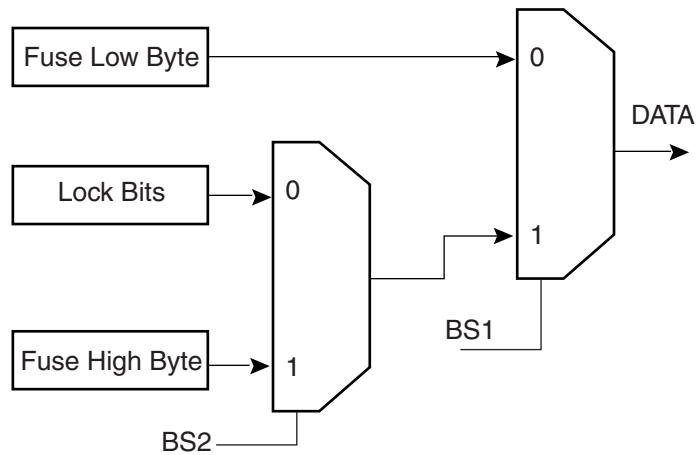 Fuse Low Byte
0
DATA
Lock Bits
0
1
BS1
Fuse High Byte
1
BS2